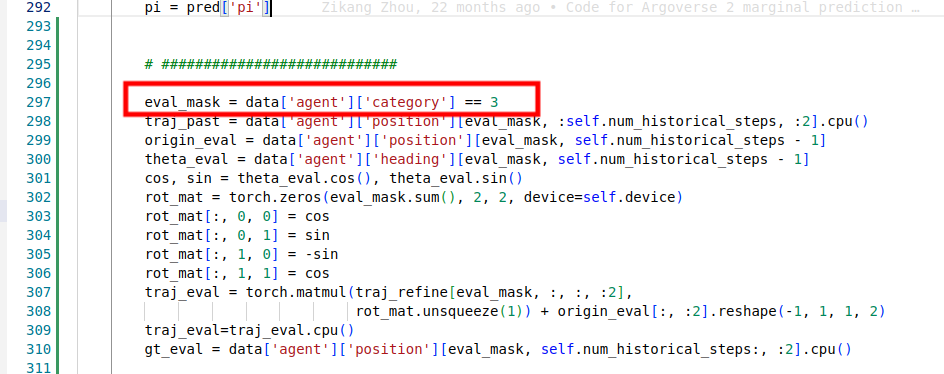 292 pi = pred['pi'] Zikang Zhou, 22 months ago • Code for Argoverse 2 marginal prediction …
293
294
295 # ############################
296
297 eval_mask = data['agent']['category'] == 3
298 traj_past = data['agent']['position'][eval_mask, :self.num_historical_steps, :2].cpu()
299 origin_eval = data['agent']['position'][eval_mask, self.num_historical_steps - 1]
300 theta_eval = data['agent']['heading'][eval_mask, self.num_historical_steps - 1]
301 cos, sin = theta_eval.cos(), theta_eval.sin()
302 rot_mat = torch.zeros(eval_mask.sum(), 2, 2, device=self.device)
303 rot_mat[:, 0, 0] = cos
304 rot_mat[:, 0, 1] = sin
305 rot_mat[:, 1, 0] = -sin
306 rot_mat[:, 1, 1] = cos
307 traj_eval = torch.matmul(traj_refine[eval_mask, :, :, :2],
308 rot_mat.unsqueeze(1)) + origin_eval[:, :2].reshape(-1, 1, 1, 2)
309 traj_eval=traj_eval.cpu()
310 gt_eval = data['agent']['position'][eval_mask, self.num_historical_steps:, :2].cpu()
311